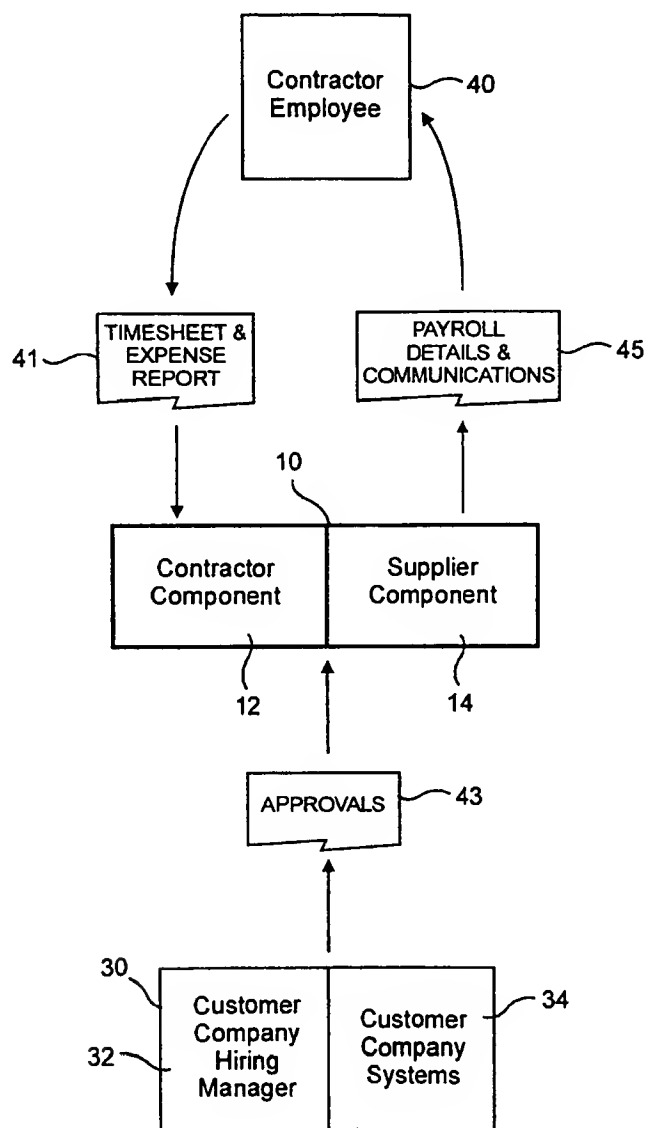 Contractor
Employee
40
TIMESHEET &
EXPENSE
REPORT
41
PAYROLL
DETAILS &
COMMUNICATIONS
45
10
Contractor
Component
Supplier
Component
12
14
APPROVALS
43
30
32
Customer
Company
Hiring
Manager
Customer
Company
Systems
34